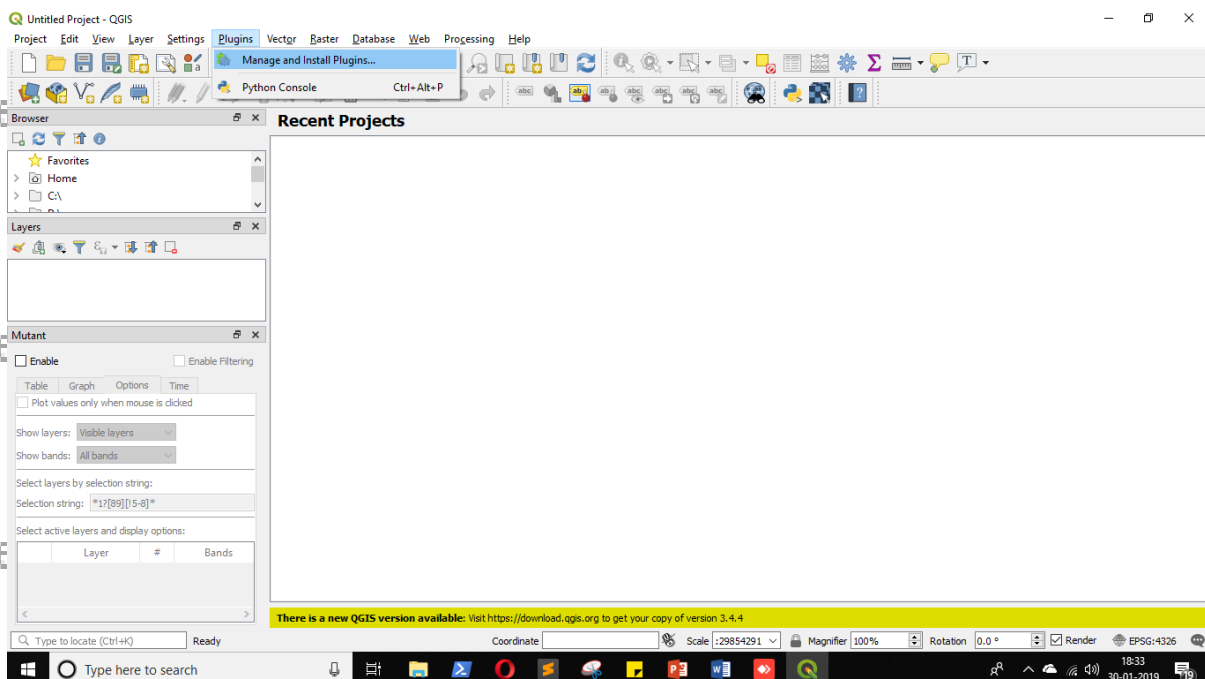 Untitled Project - QGIS
Project Edit View Layer Settings Plugins Vector Raster Database Web Processing Help
Manage and Install Plugins...
Python Console Ctrl+Alt+P
Browser
Recent Projects
Favorites
Home
C:\
Layers
Mutant
Enable Enable Filtering
Table Graph Options Time
Plot values only when mouse is clicked
Show layers: Visible layers
Show bands: All bands
Select layers by selection string:
Selection string: *1?[89][!5-8]*
Select active layers and display options:
Layer # Bands
There is a new QGIS version available: Visit https://download.qgis.org to get your copy of version 3.4.4
Type to locate (Ctrl+K) Ready Coordinate Scale :29854291 Magnifier 100% Rotation 0.0 ° Render EPSG:4326
Type here to search
18:33
30-01-2019